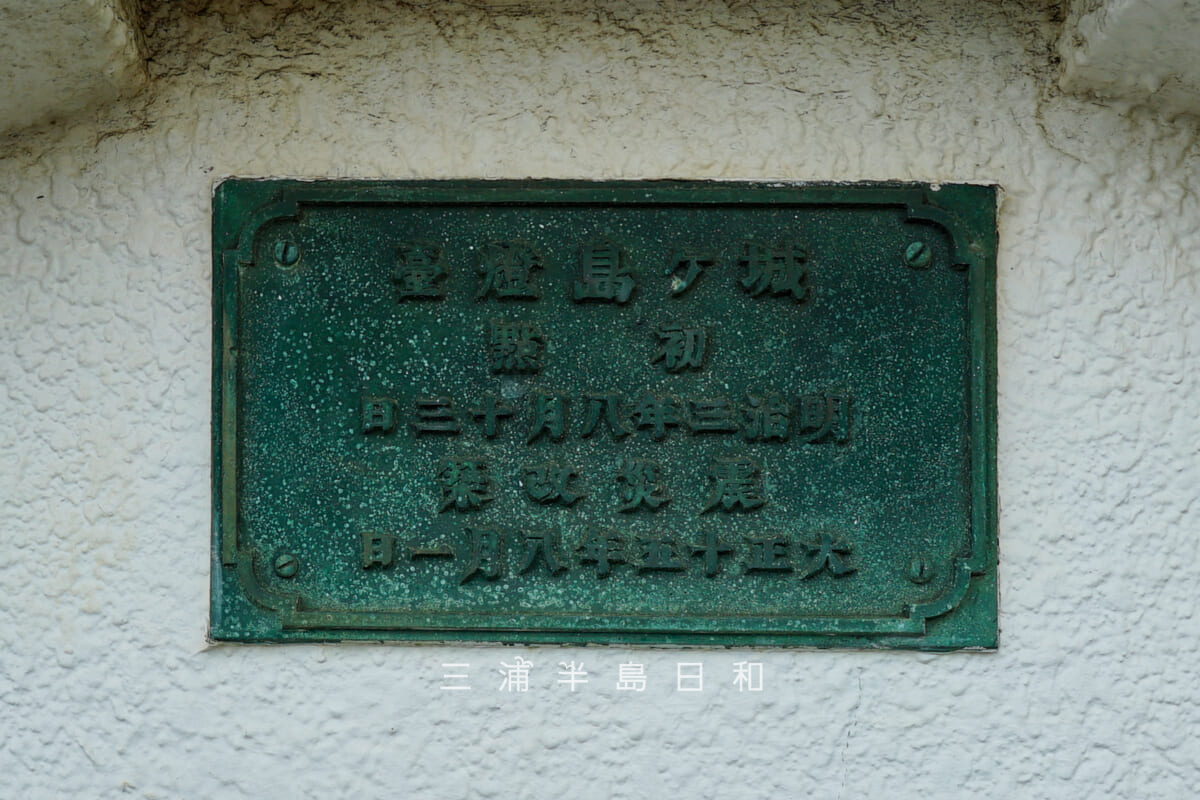 城ヶ島燈臺
初點
明治三年八月十三日
震災改築
大正十五年八月一日
三浦半島日和